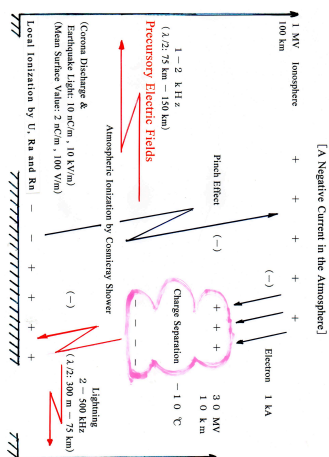 [A Negative Current in the Atmosphere]
1 MV Ionosphere
100 km
+ + + + +
(−)
Electron 1 kA
Pinch Effect
(−)
+ + + +
30 MV
10 km
Charge Separation
−10 ℃
− − − −
1−2 kHz
(λ/2: 75 km − 150 km)
Precursory Electric Fields
Atmospheric Ionization by Cosmicray Shower
(Corona Discharge &
Earthquake Light: 10 nC/m , 10 kV/m)
(Mean Surface Value: 2 nC/m , 100 V/m)
(−)
Lightning
2 − 500 kHz
(λ/2: 300 m − 75 km)
Local Ionization by U, Ra and Rn
− − + + + +